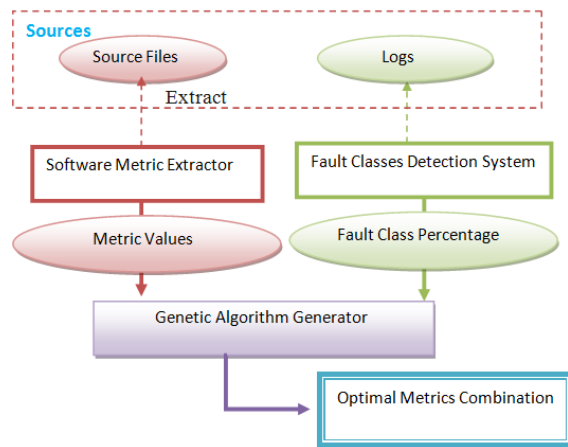 Sources
Source Files
Logs
Extract
Software Metric Extractor
Fault Classes Detection System
Metric Values
Fault Class Percentage
Genetic Algorithm Generator
Optimal Metrics Combination